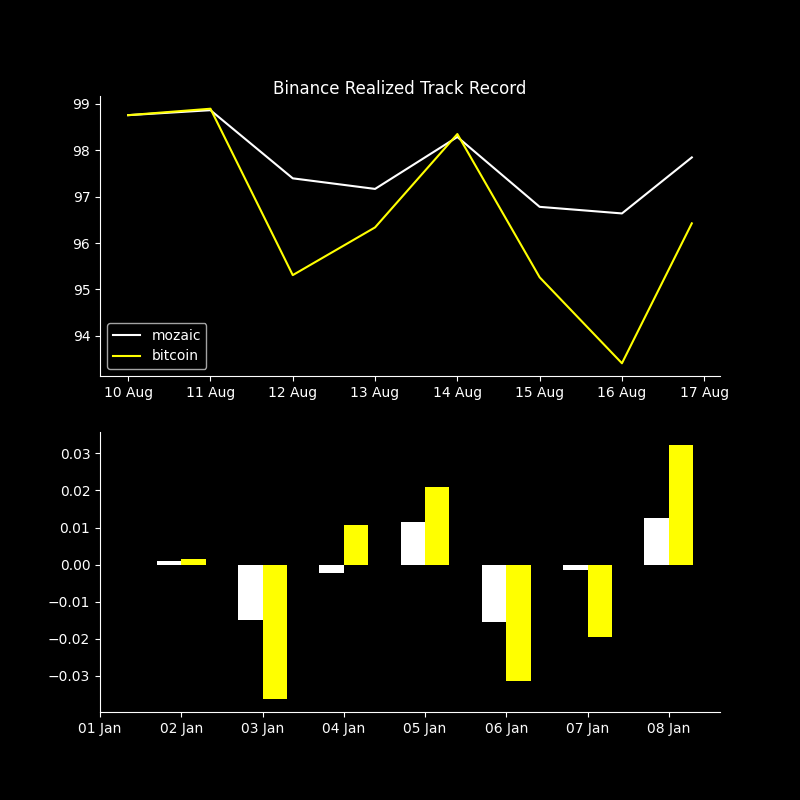 Binance Realized Track Record
99
98
97
96
95
94
mozaic
bitcoin
10 Aug 11 Aug 12 Aug 13 Aug 14 Aug 15 Aug 16 Aug 17 Aug
0.03
0.02
0.01
0.00
−0.01
−0.02
−0.03
01 Jan 02 Jan 03 Jan 04 Jan 05 Jan 06 Jan 07 Jan 08 Jan